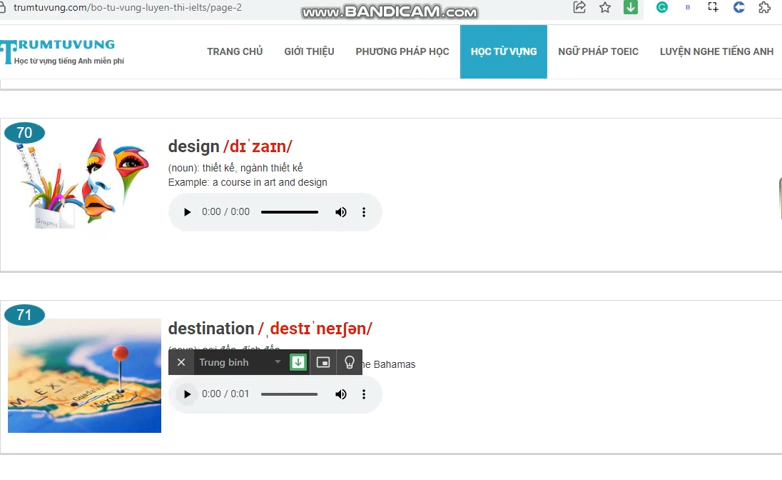 trumtuvung.com/bo-tu-vung-luyen-thi-ielts/page-2
www.BANDICAM.com
TRUMTUVUNG
Học từ vựng tiếng Anh miễn phí
TRANG CHỦ GIỚI THIỆU PHƯƠNG PHÁP HỌC HỌC TỪ VỰNG NGỮ PHÁP TOEIC LUYỆN NGHE TIẾNG ANH
70
design /dɪˈzaɪn/
(noun): thiết kế, ngành thiết kế
Example: a course in art and design
0:00 / 0:00
Graphic
71
destination /ˌdestɪˈneɪʃən/
Trung bình
he Bahamas
0:00 / 0:01
MEXICO